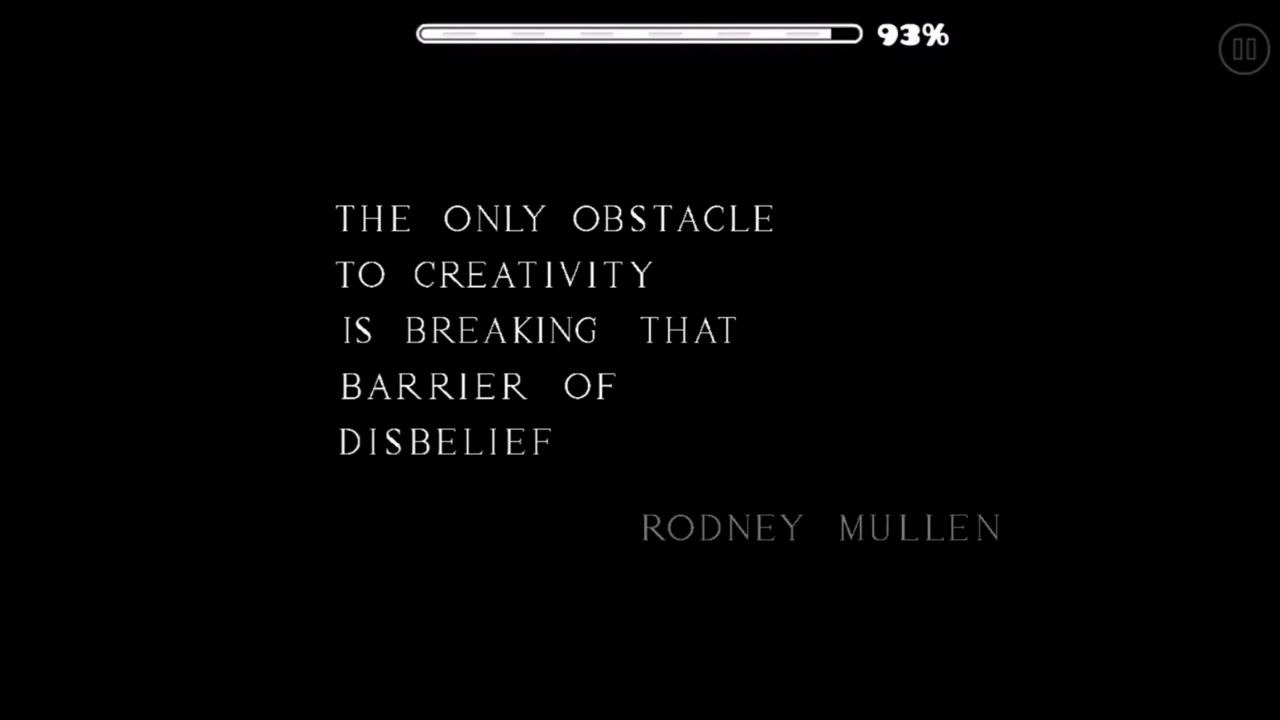 93%
THE ONLY OBSTACLE
TO CREATIVITY
IS BREAKING THAT
BARRIER OF
DISBELIEF
RODNEY MULLEN